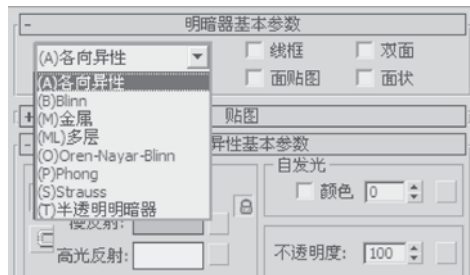 明暗器基本参数
(A)各向异性 线框 双面
面贴图 面状
(A)各向异性
(B)Blinn
(M)金属
(ML)多层
(O)Oren-Nayar-Blinn
(P)Phong
(S)Strauss
(T)半透明明暗器
贴图
异性基本参数
自发光
颜色 0
漫反射:
高光反射:
不透明度: 100